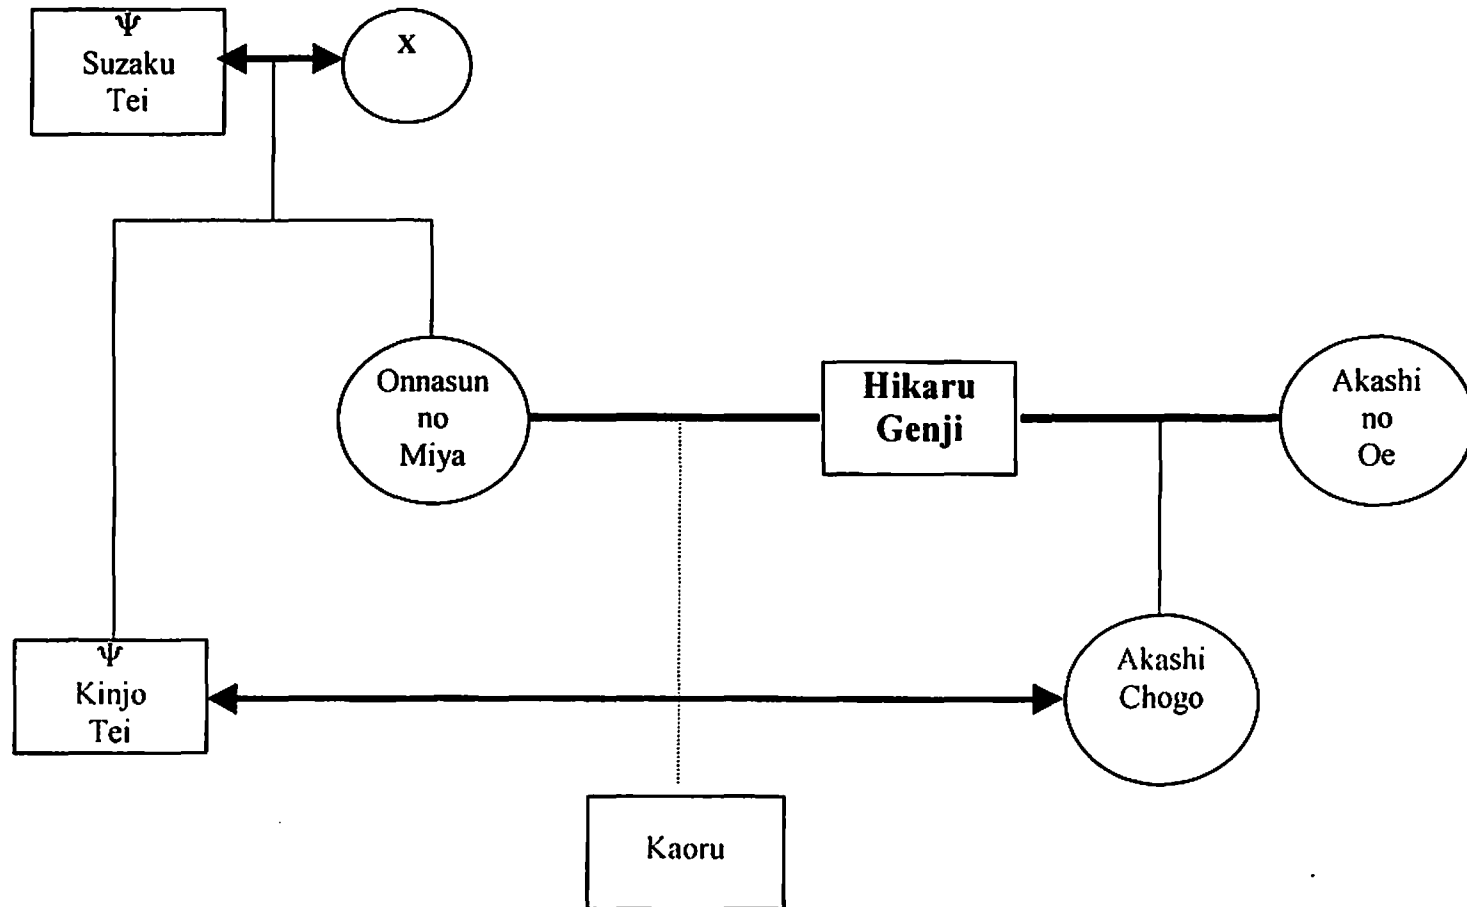 Ψ
Suzaku
Tei
X
Onnasun
no
Miya
Hikaru
Genji
Akashi
no
Oe
Ψ
Kinjo
Tei
Akashi
Chogo
Kaoru